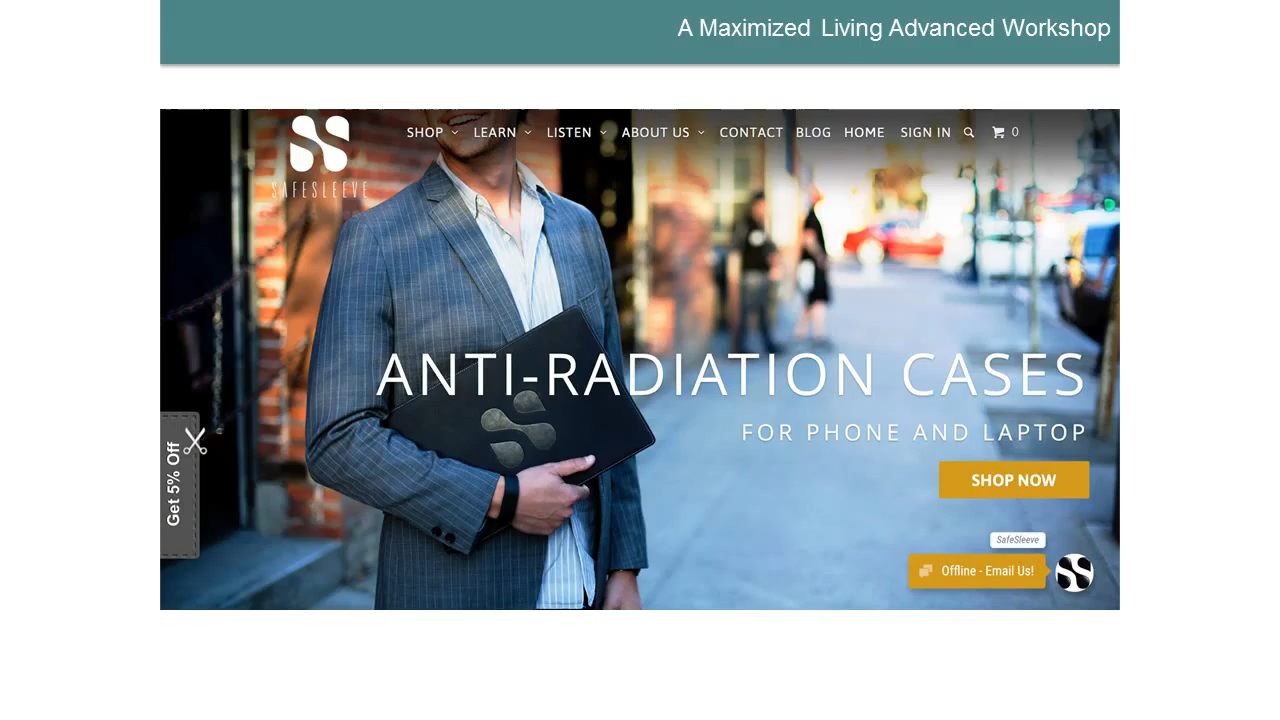 A Maximized Living Advanced Workshop
SHOP LEARN LISTEN ABOUT US CONTACT BLOG HOME SIGN IN 0
SAFESLEEVE
ANTI-RADIATION CASES
FOR PHONE AND LAPTOP
Get 5% Off
SHOP NOW
SafeSleeve
Offline - Email Us!